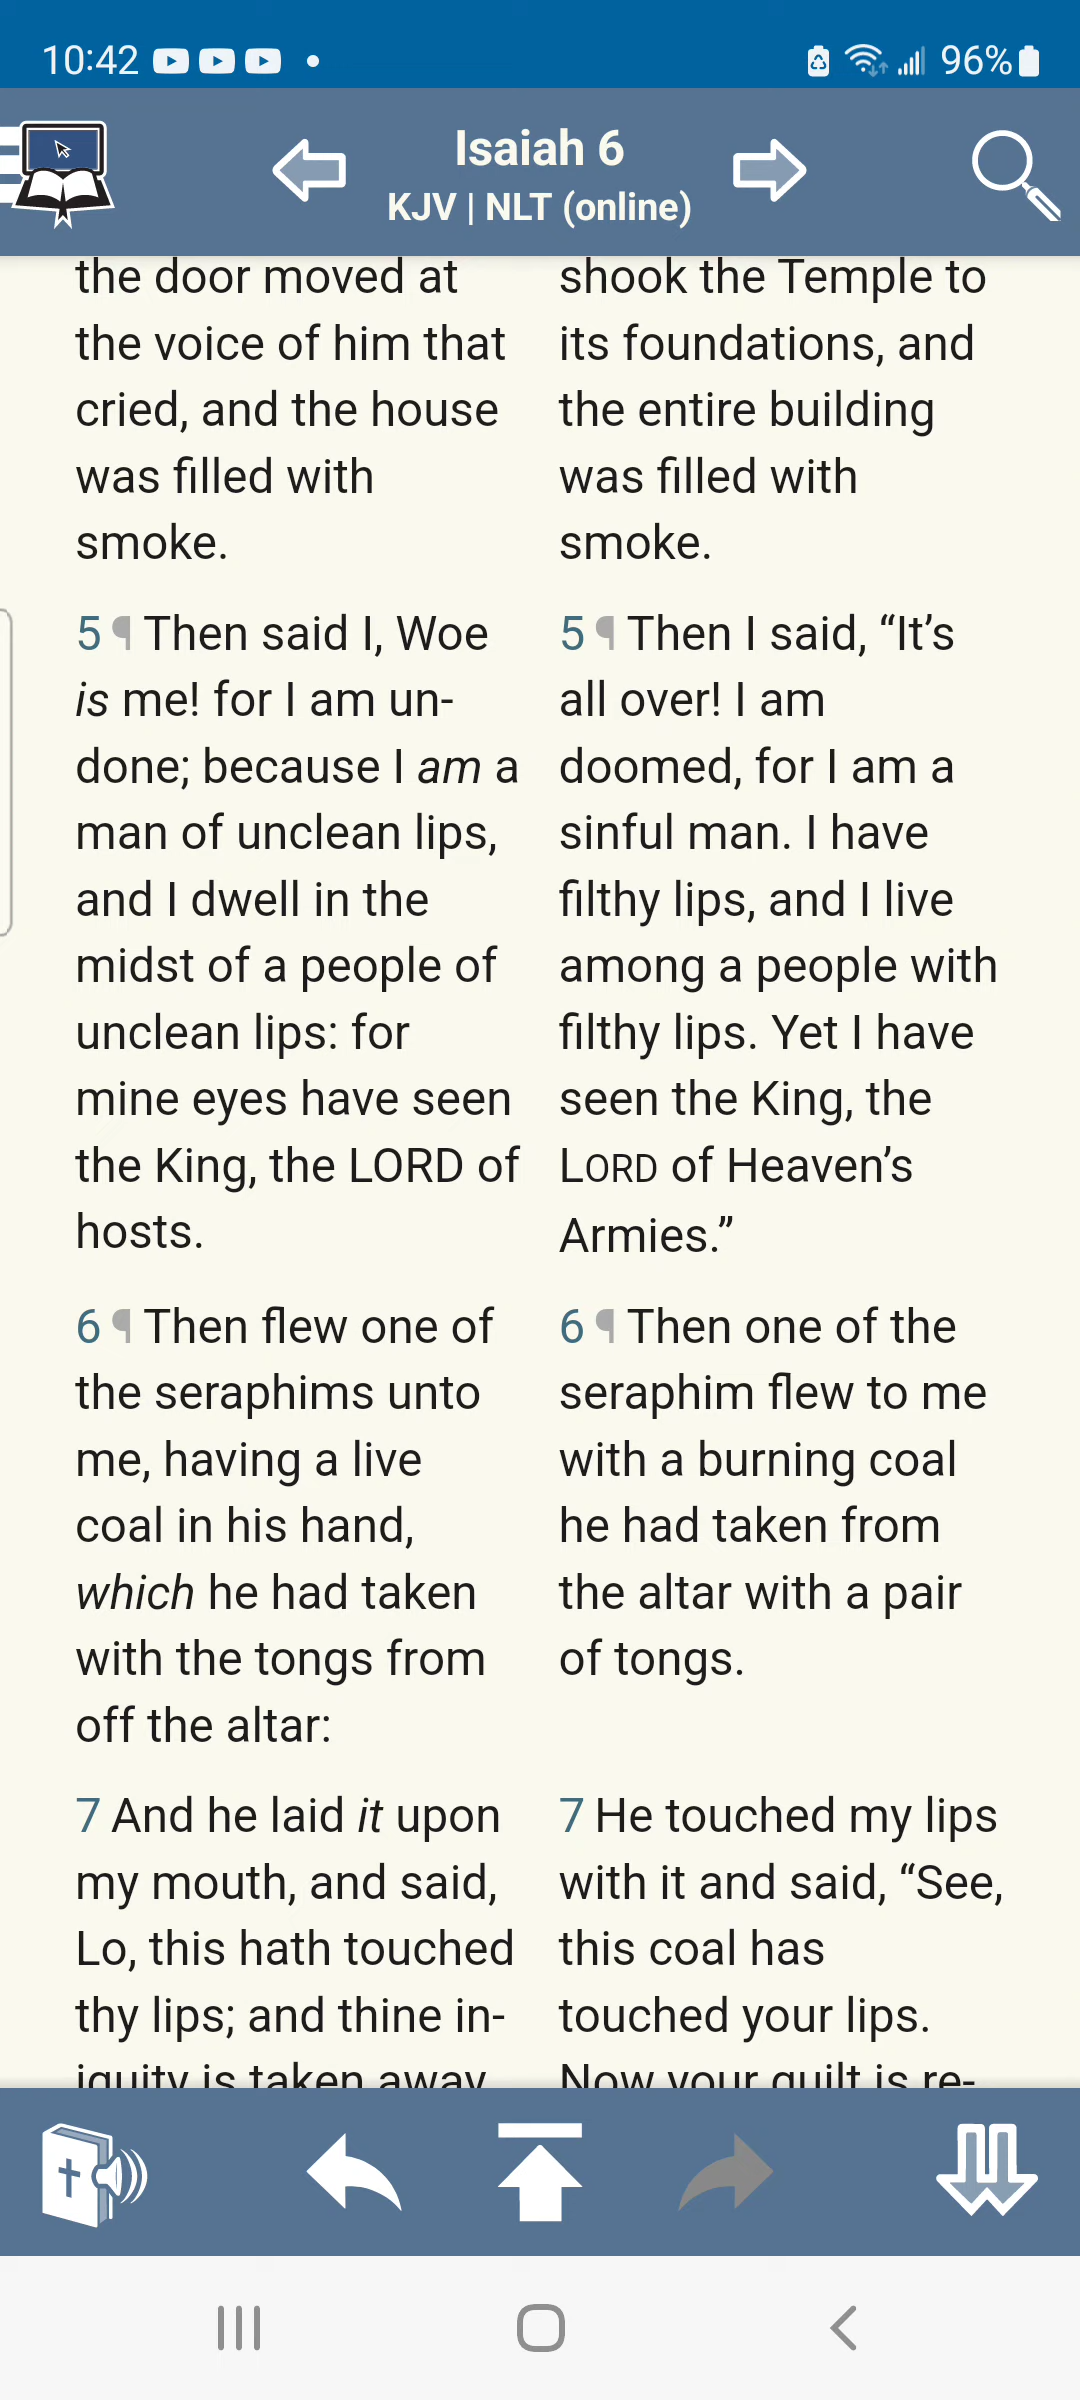 10:42
96%
Isaiah 6
KJV | NLT (online)
the door moved at
the voice of him that
cried, and the house
was filled with
smoke.
5 ¶ Then said I, Woe
is me! for I am un-
done; because I am a
man of unclean lips,
and I dwell in the
midst of a people of
unclean lips: for
mine eyes have seen
the King, the LORD of
hosts.
6 ¶ Then flew one of
the seraphims unto
me, having a live
coal in his hand,
which he had taken
with the tongs from
off the altar:
7 And he laid it upon
my mouth, and said,
Lo, this hath touched
thy lips; and thine in-
iquity is taken away
shook the Temple to
its foundations, and
the entire building
was filled with
smoke.
5 ¶ Then I said, “It’s
all over! I am
doomed, for I am a
sinful man. I have
filthy lips, and I live
among a people with
filthy lips. Yet I have
seen the King, the
LORD of Heaven’s
Armies.”
6 ¶ Then one of the
seraphim flew to me
with a burning coal
he had taken from
the altar with a pair
of tongs.
7 He touched my lips
with it and said, “See,
this coal has
touched your lips.
Now your guilt is re-